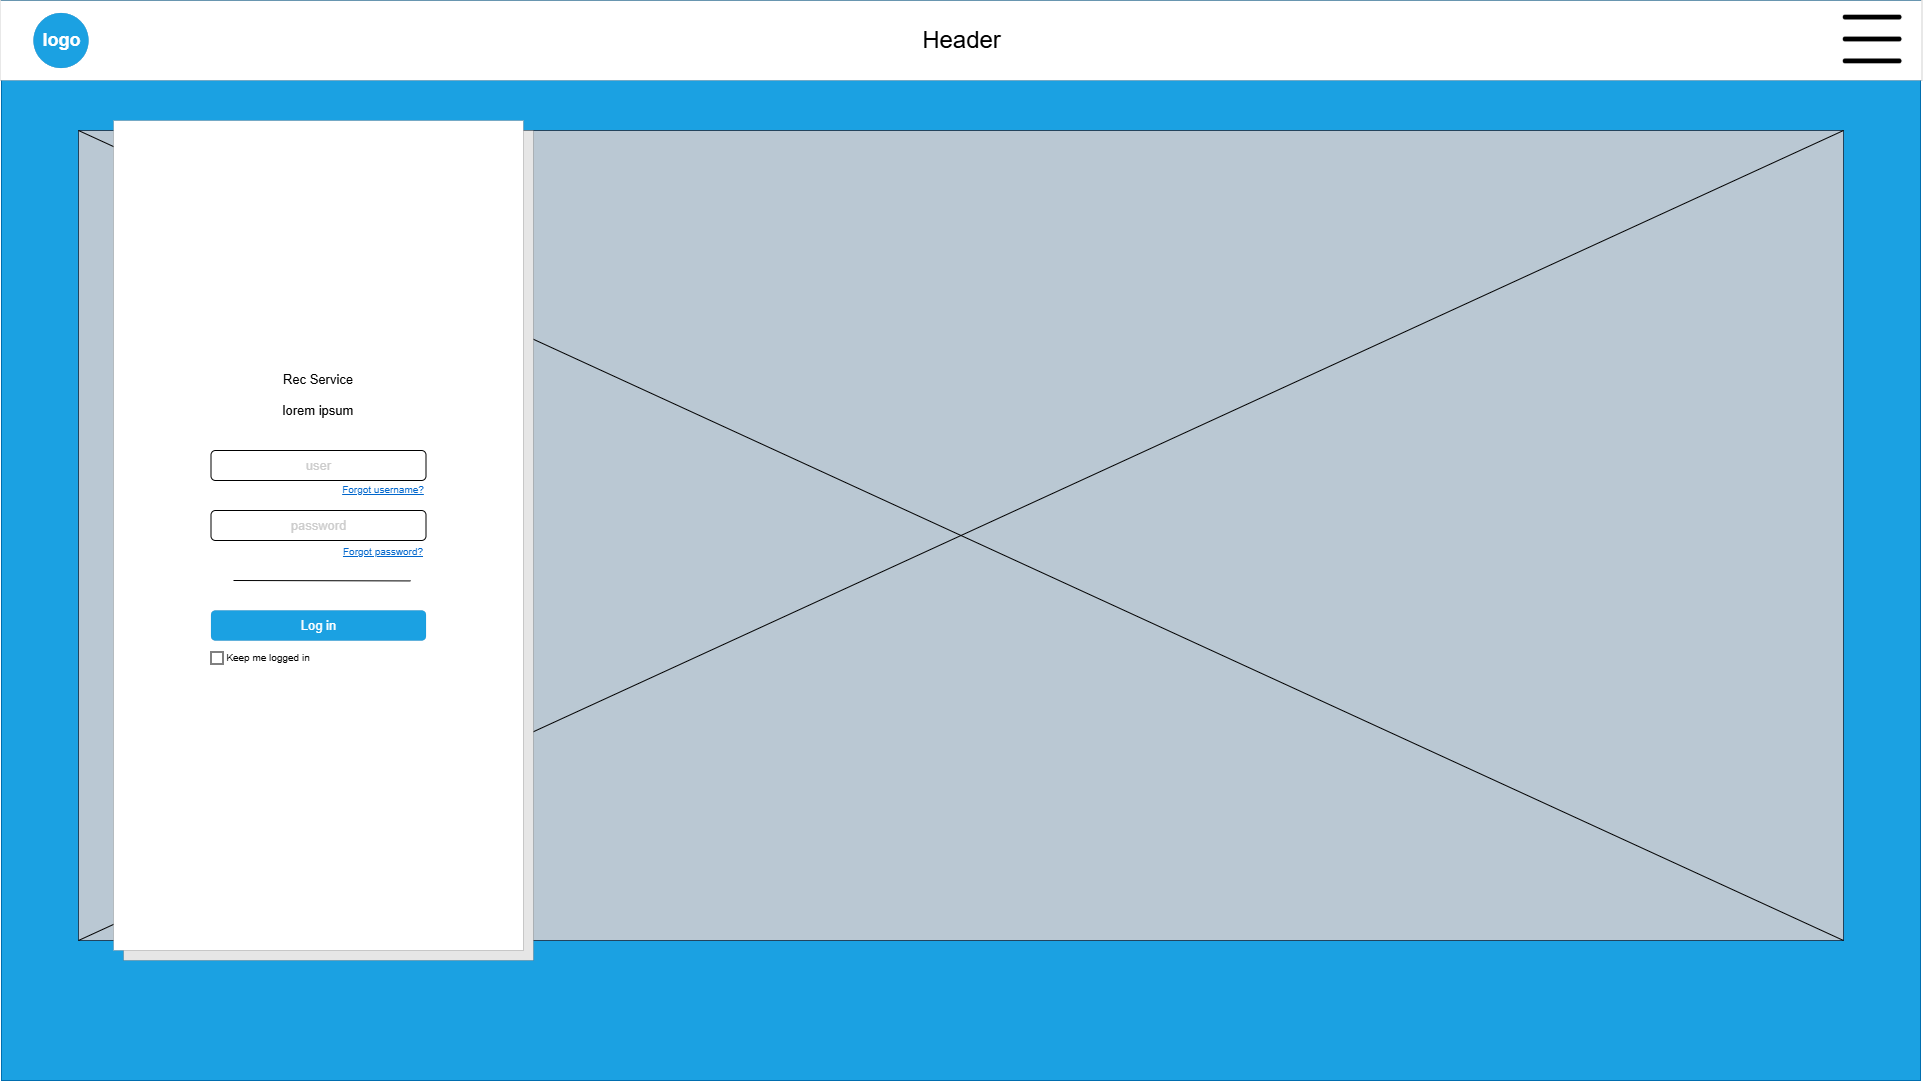 logo
Header
Rec Service
lorem ipsum
user
Forgot username?
password
Forgot password?
Log in
Keep me logged in